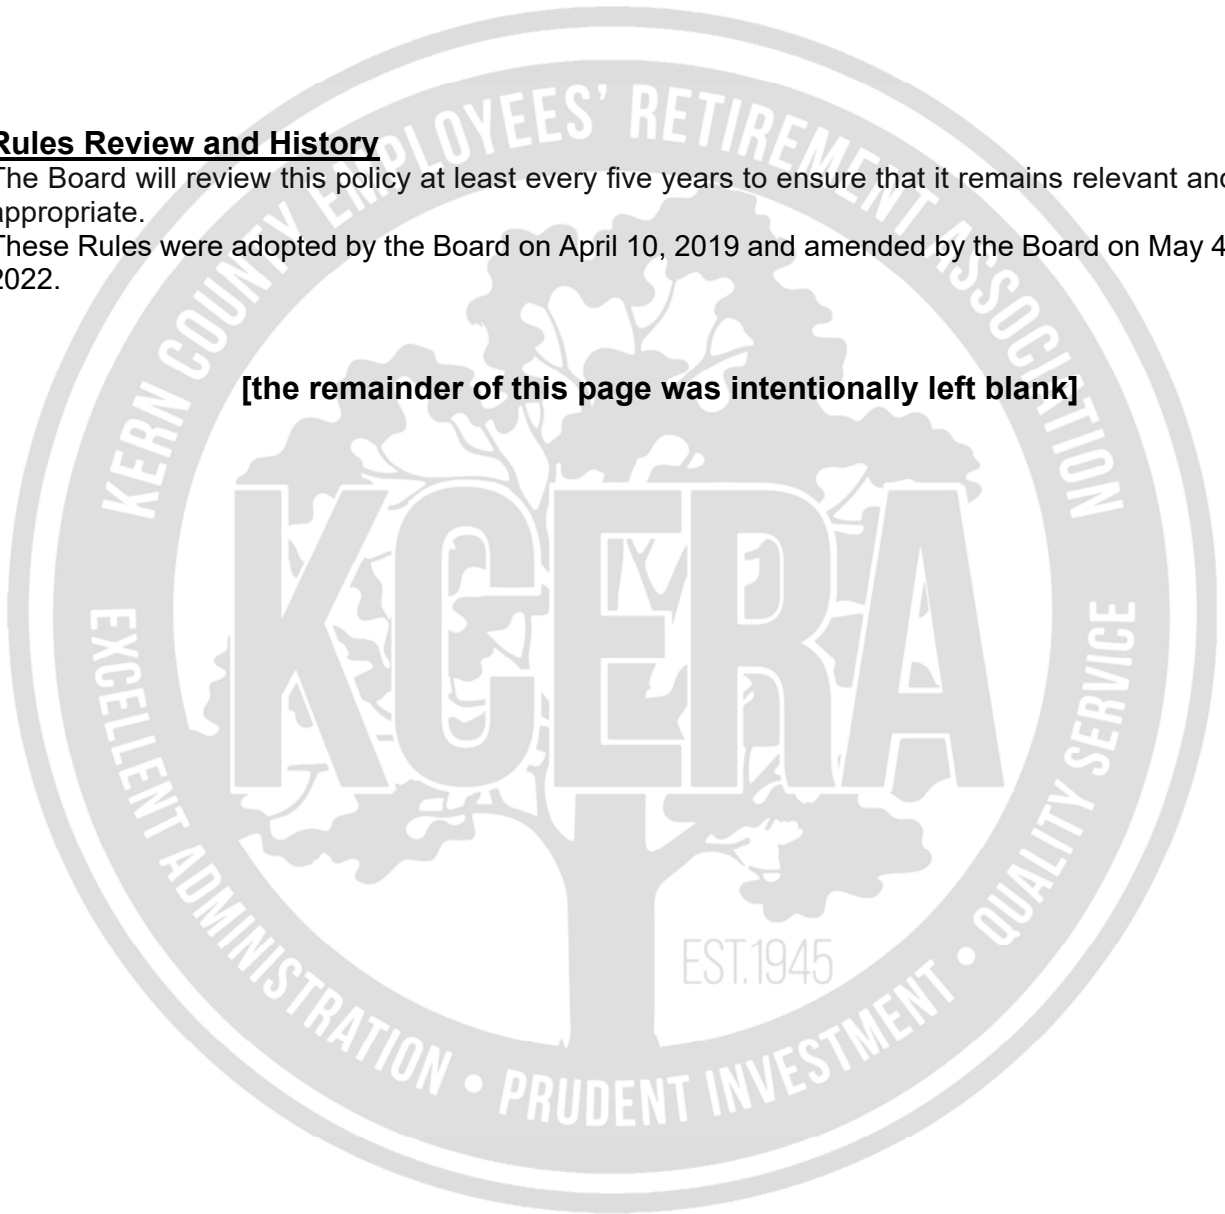 Rules Review and History
The Board will review this policy at least every five years to ensure that it remains relevant and
appropriate.
These Rules were adopted by the Board on April 10, 2019 and amended by the Board on May 4
2022.
[the remainder of this page was intentionally left blank]
KERN COUNTY EMPLOYEES' RETIREMENT ASSOCIATION
KCERA
EST.1945
EXCELLENT ADMINISTRATION • PRUDENT INVESTMENT • QUALITY SERVICE